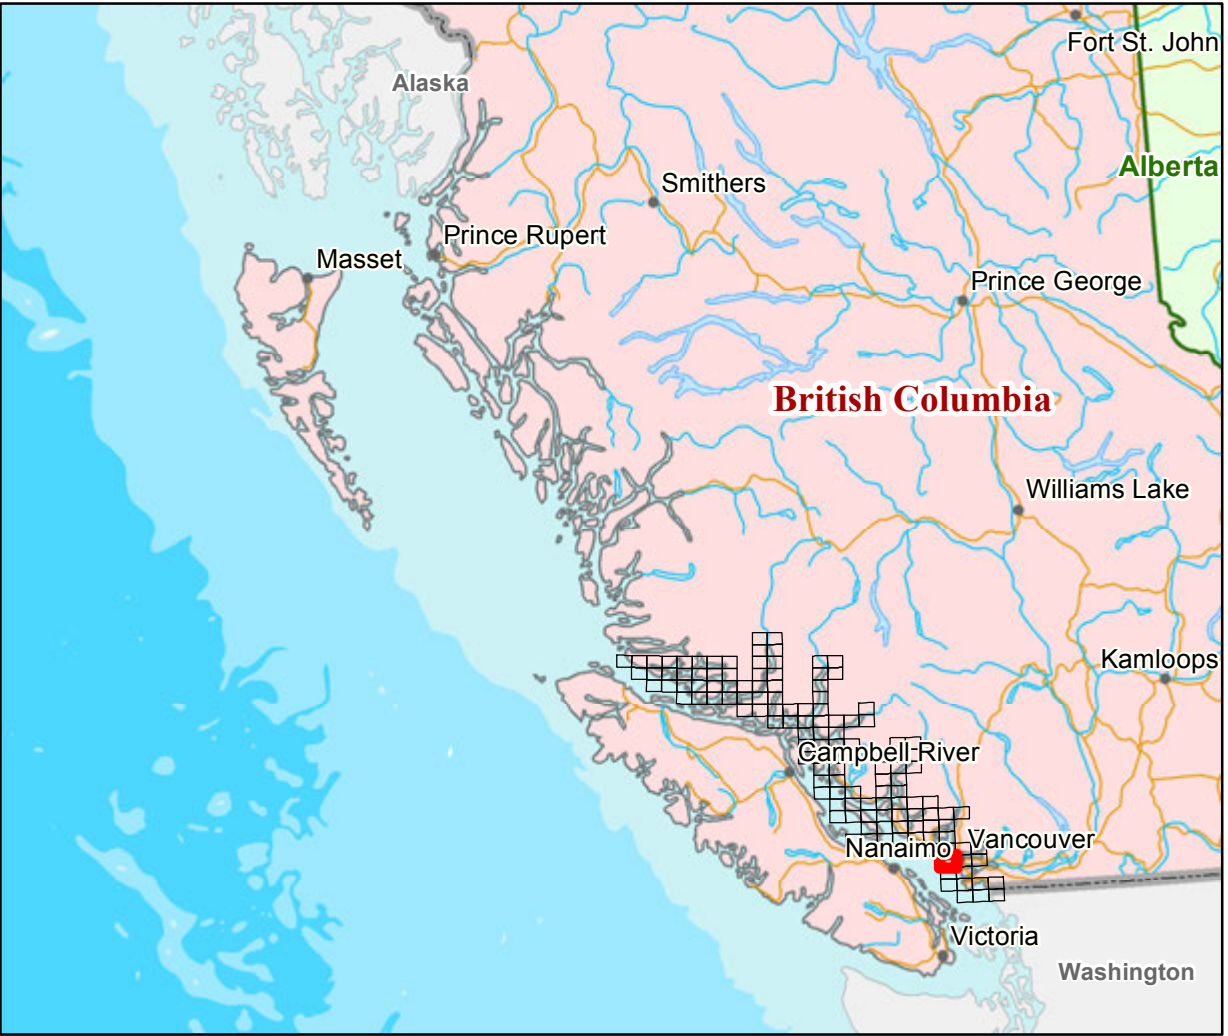 Fort St. John
Alaska
Alberta
Smithers
Prince Rupert
Masset
Prince George
British Columbia
Williams Lake
Kamloops
Campbell River
Vancouver
Nanaimo
Victoria
Washington